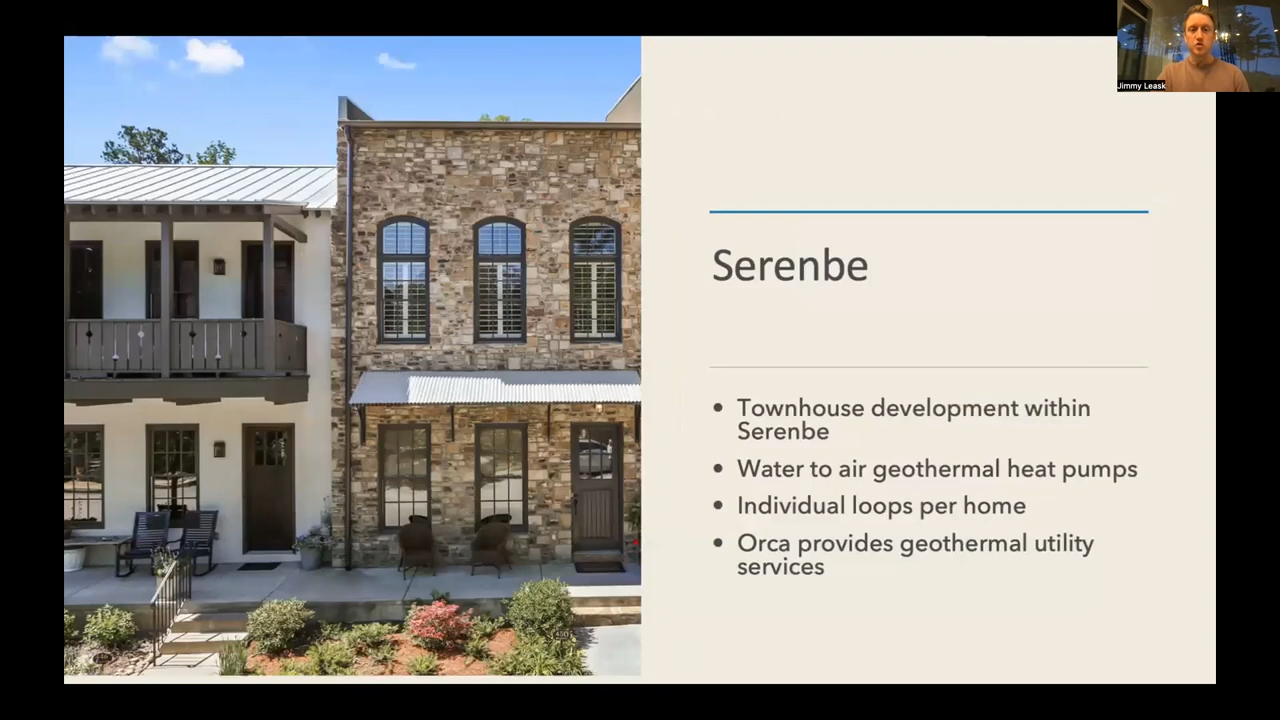 Jimmy Leask
Serenbe
• Townhouse development within
Serenbe
• Water to air geothermal heat pumps
• Individual loops per home
• Orca provides geothermal utility
services